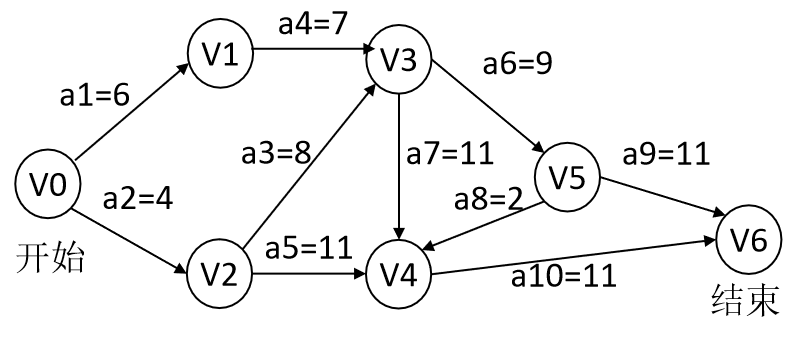 a4=7
V1
V3
a6=9
a1=6
a3=8
a7=11
a9=11
V0
a2=4
V5
a8=2
开始
a5=11
V6
V2
V4
a10=11
结束